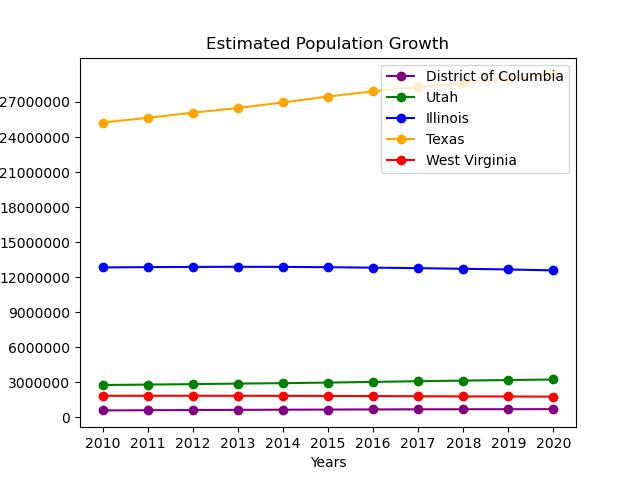 Estimated Population Growth
District of Columbia
Utah
Illinois
Texas
West Virginia
27000000
24000000
21000000
18000000
15000000
12000000
9000000
6000000
3000000
0
2010 2011 2012 2013 2014 2015 2016 2017 2018 2019 2020
Years